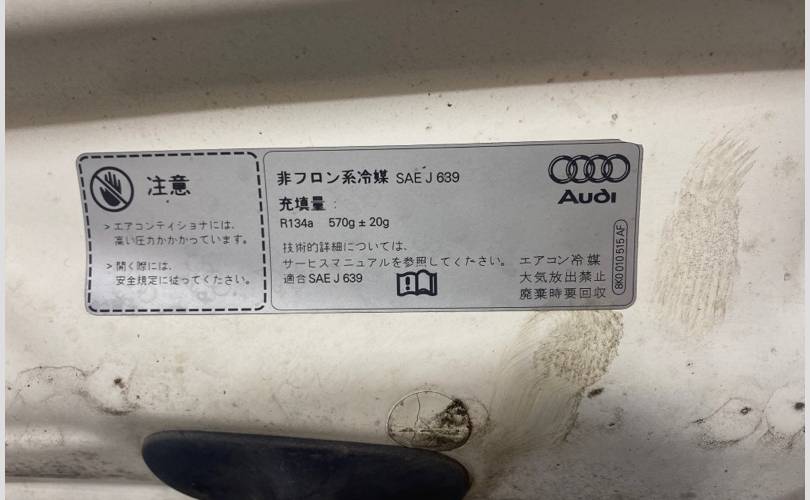 注意
> エアコンディショナには、
高い圧力がかかっています。
> 開く際には、
安全規定に従ってください。
非フロン系冷媒 SAE J 639
充填量 :
R134a 570g ± 20g
技術的詳細については、
サービスマニュアルを参照してください。
適合 SAE J 639
Audi
エアコン冷媒
大気放出禁止
廃棄時要回収
8K0 010 515 AF